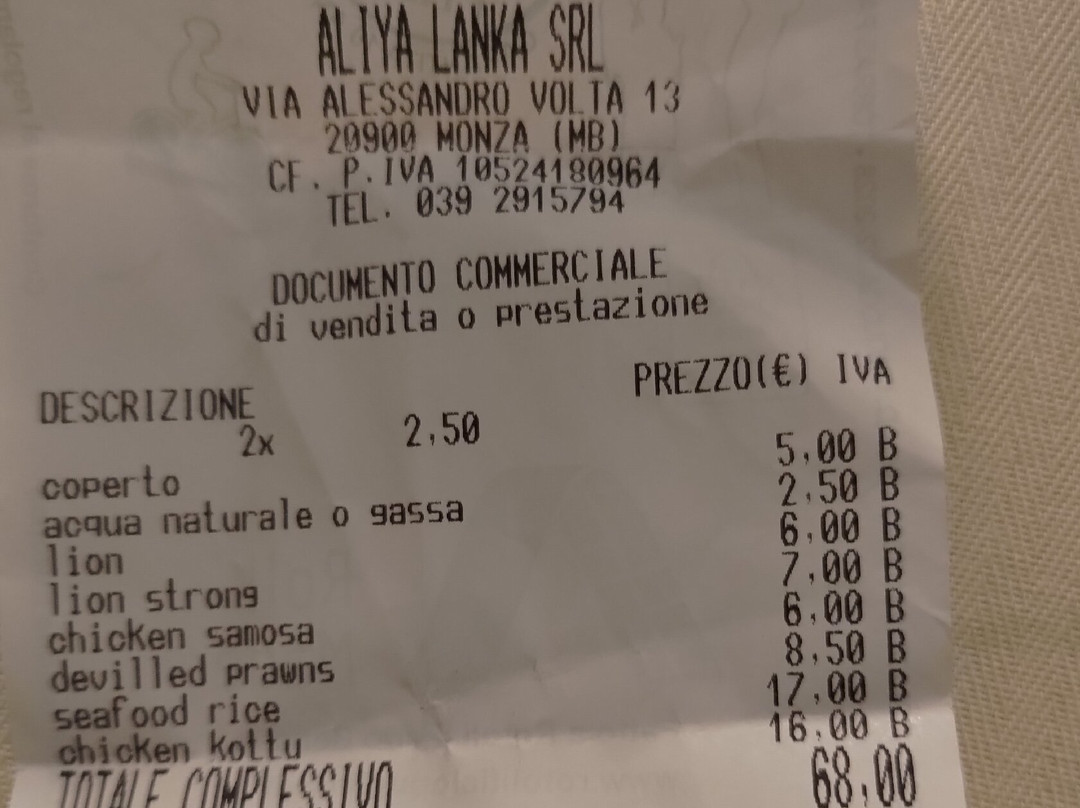 ALIYA LANKA SRL
VIA ALESSANDRO VOLTA 13
20900 MONZA (MB)
CF. P.IVA 10524180964
TEL. 039 2915794
DOCUMENTO COMMERCIALE
di vendita o prestazione
DESCRIZIONE PREZZO(€) IVA
2x 2,50
coperto 5,00 B
acqua naturale o gassa 2,50 B
lion 6,00 B
lion strong 7,00 B
chicken samosa 6,00 B
devilled prawns 8,50 B
seafood rice 17,00 B
chicken kottu 16,00 B
TOTALE COMPLESSIVO 68,00